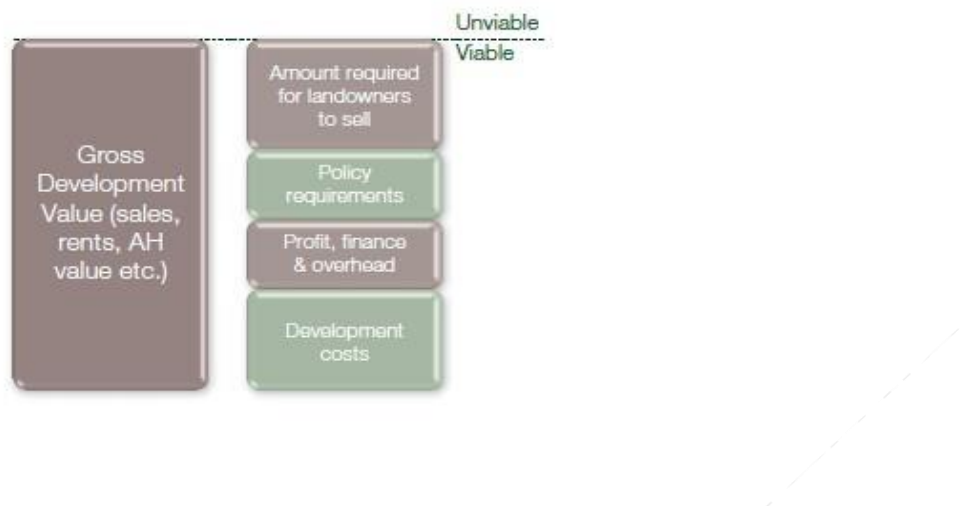 Unviable
Viable
Gross
Development
Value (sales,
rents, AH
value etc.)
Amount required
for landowners
to sell
Policy
requirements
Profit, finance
& overhead
Development
costs